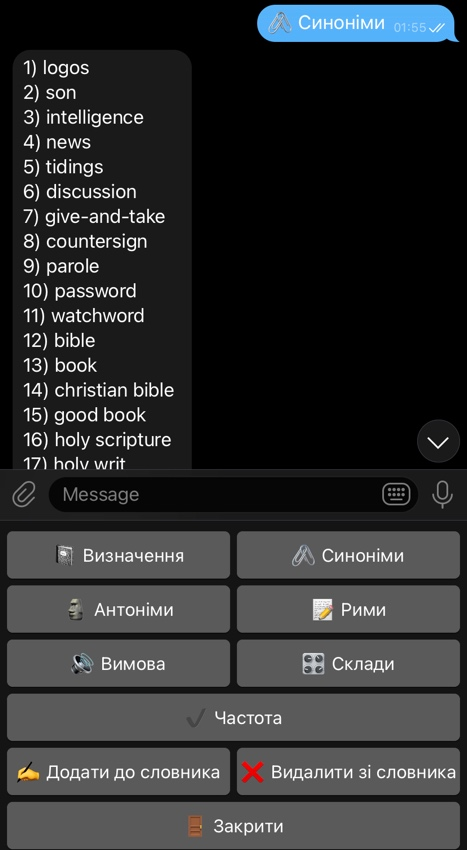 Синоніми 01:55
1) logos
2) son
3) intelligence
4) news
5) tidings
6) discussion
7) give-and-take
8) countersign
9) parole
10) password
11) watchword
12) bible
13) book
14) christian bible
15) good book
16) holy scripture
17) holy writ
Message
Визначення
Синоніми
Антоніми
Рими
Вимова
Склади
Частота
Додати до словника
Видалити зі словника
Закрити